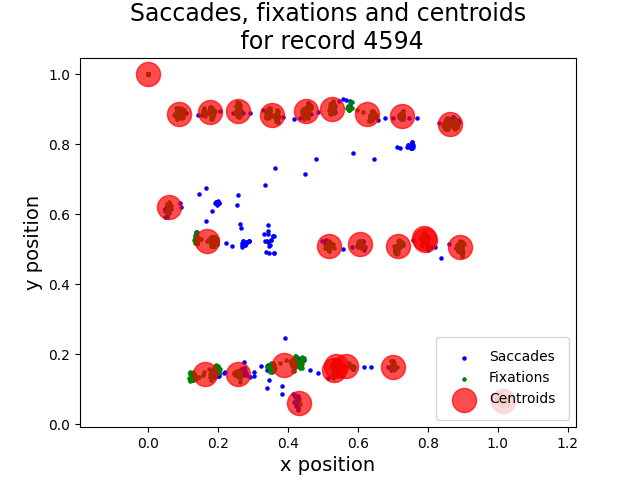 Saccades, fixations and centroids
for record 4594
1.0
0.8
0.6
0.4
0.2
0.0
y position
0.0 0.2 0.4 0.6 0.8 1.0 1.2
x position
Saccades
Fixations
Centroids